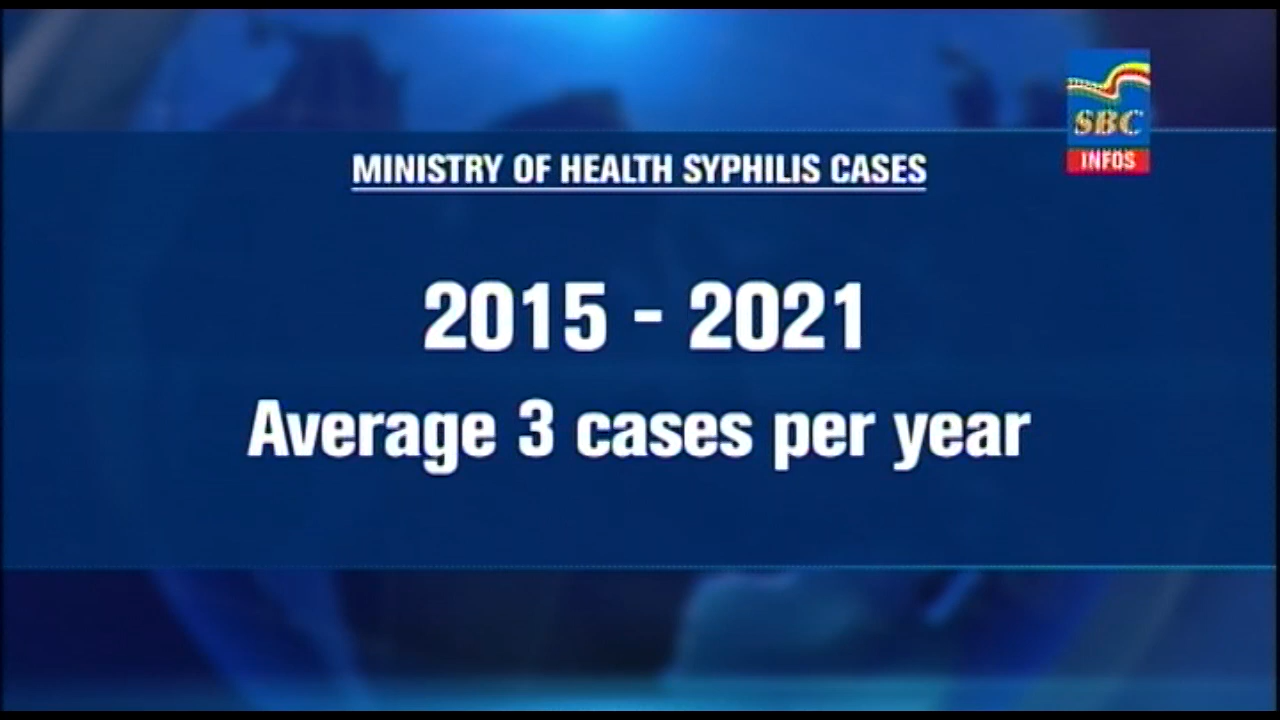 SBC
INFOS
MINISTRY OF HEALTH SYPHILIS CASES
2015 - 2021
Average 3 cases per year